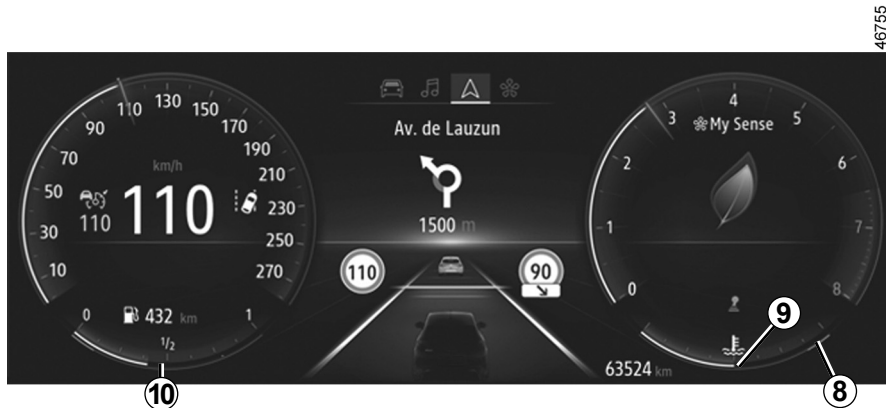 46755
Av. de Lauzun
1500 m
10 30 50 70 90 110 130 150 170 190 210 230 250 270
km/h
110
110
0 432 km 1
1/2
110
90
My Sense
0 1 2 3 4 5 6 7 8
63524 km
10
9
8